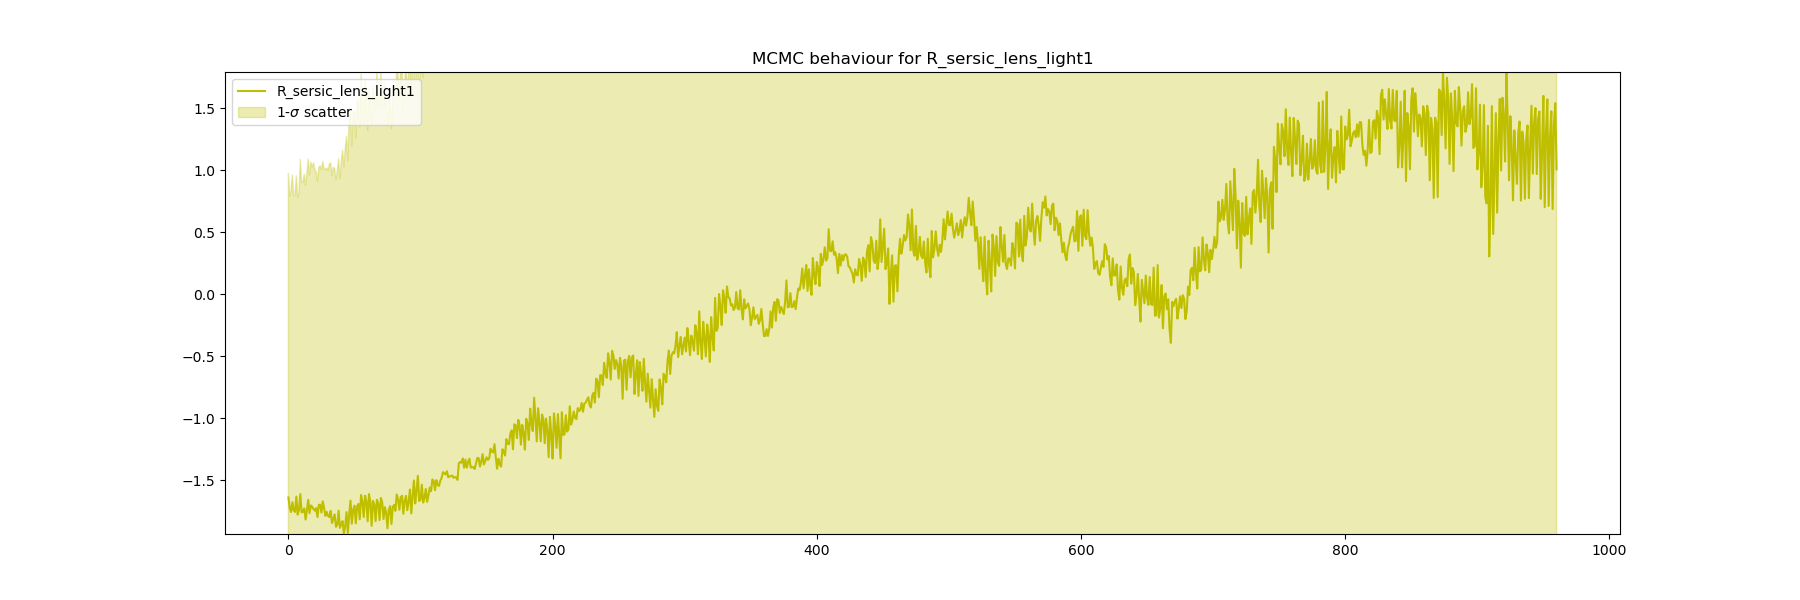 MCMC behaviour for R_sersic_lens_light1
R_sersic_lens_light1
1-σ scatter
1.5
1.0
0.5
0.0
−0.5
−1.0
−1.5
0 200 400 600 800 1000